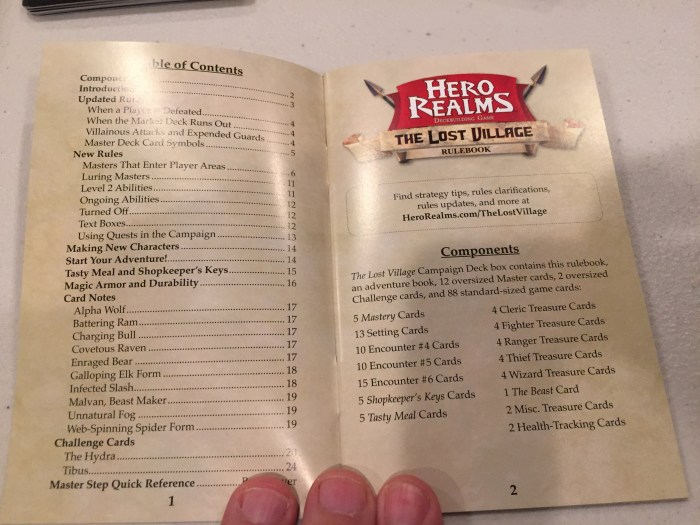 of Contents
2
3
When a Defeated
When the Market Deck Runs Out 4
Villainous Attacks and Expended Guards 4
Master Deck Card Symbols 5
New Rules
Masters That Enter Player Areas 6
Luring Masters 11
Level 2 Abilities 11
Ongoing Abilities 12
Turned Off 12
Text Boxes 12
Using Quests in the Campaign 13
Making New Characters 14
Start Your Adventure! 14
Tasty Meal and Shopkeeper's Keys 15
Magic Armor and Durability 16
Card Notes
Alpha Wolf 17
Battering Ram 17
Charging Bull 17
Covetous Raven 17
Enraged Bear 17
Galloping Elk Form 18
Infected Slash 18
Malvan, Beast Maker 19
Unnatural Fog 19
Web-Spinning Spider Form 19
Challenge Cards
The Hydra
Tibus 24
Master Step Quick Reference
1
HERO
REALMS
DECKBUILDING GAME
THE LOST VILLAGE
RULEBOOK
Find strategy tips, rules clarifications,
rules updates, and more at
HeroRealms.com/TheLostVillage
Components
The Lost Village Campaign Deck box contains this rulebook,
an adventure book, 12 oversized Master cards, 2 oversized
Challenge cards, and 88 standard-sized game cards:
5 Mastery Cards
13 Setting Cards
10 Encounter #4 Cards
10 Encounter #5 Cards
15 Encounter #6 Cards
5 Shopkeeper's Keys Cards
5 Tasty Meal Cards
4 Cleric Treasure Cards
4 Fighter Treasure Cards
4 Ranger Treasure Cards
4 Thief Treasure Cards
4 Wizard Treasure Cards
1 The Beast Card
2 Misc. Treasure Cards
2 Health-Tracking Cards
2